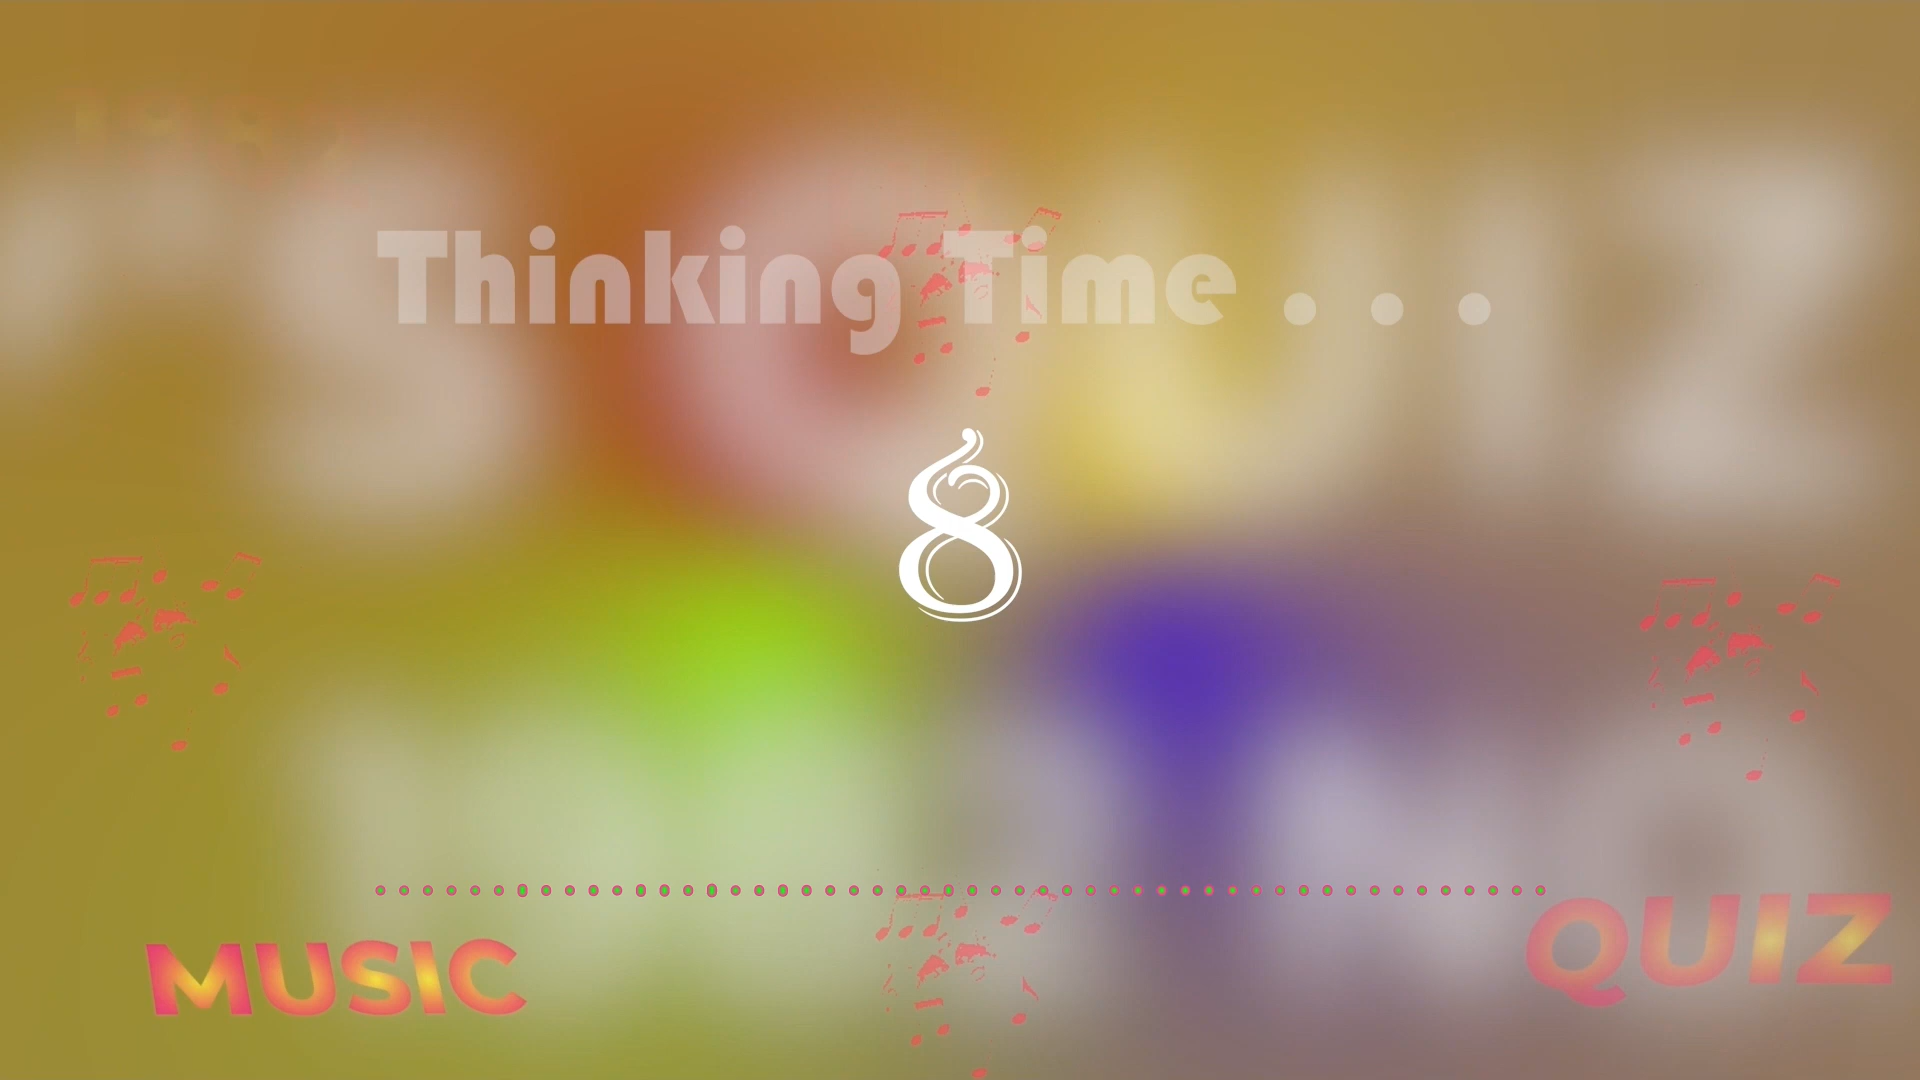 Thinking Time . . .
8
MUSIC
QUIZ